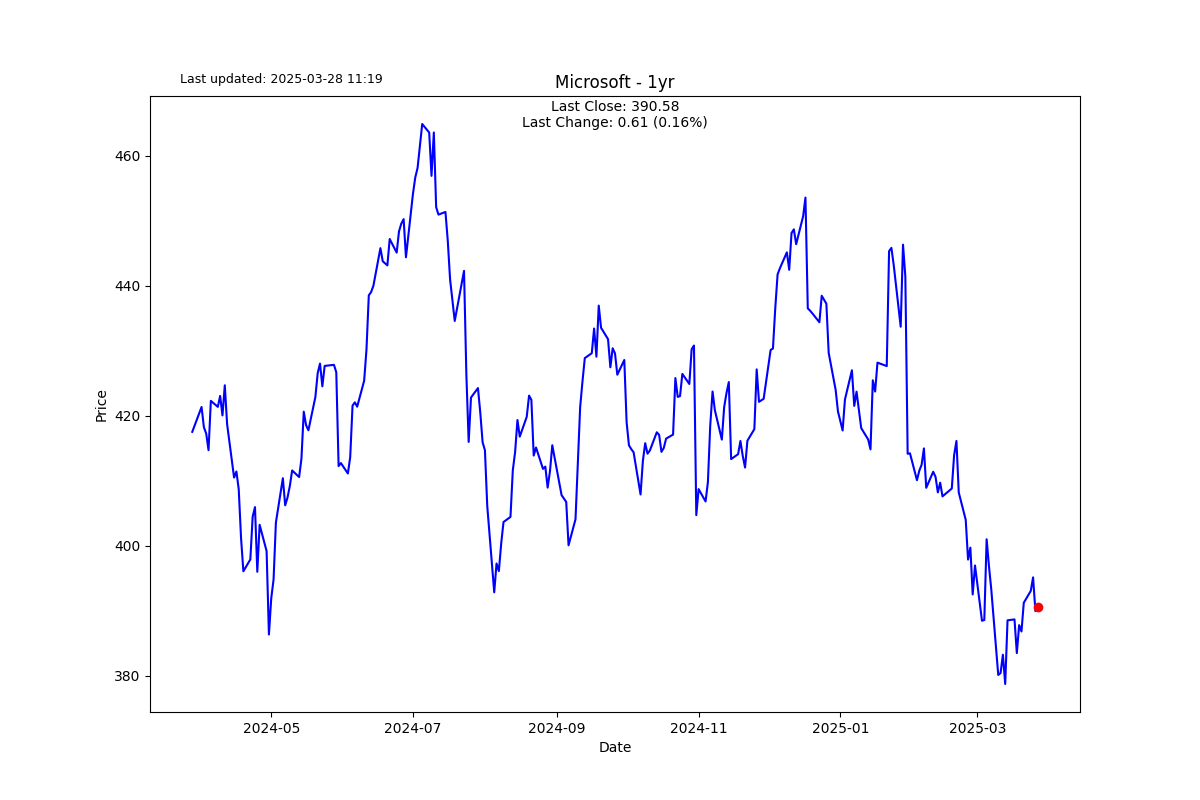 Last updated: 2025-03-28 11:19
Microsoft - 1yr
Last Close: 390.58
Last Change: 0.61 (0.16%)
460
440
420
400
380
Price
2024-05
2024-07
2024-09
2024-11
2025-01
2025-03
Date